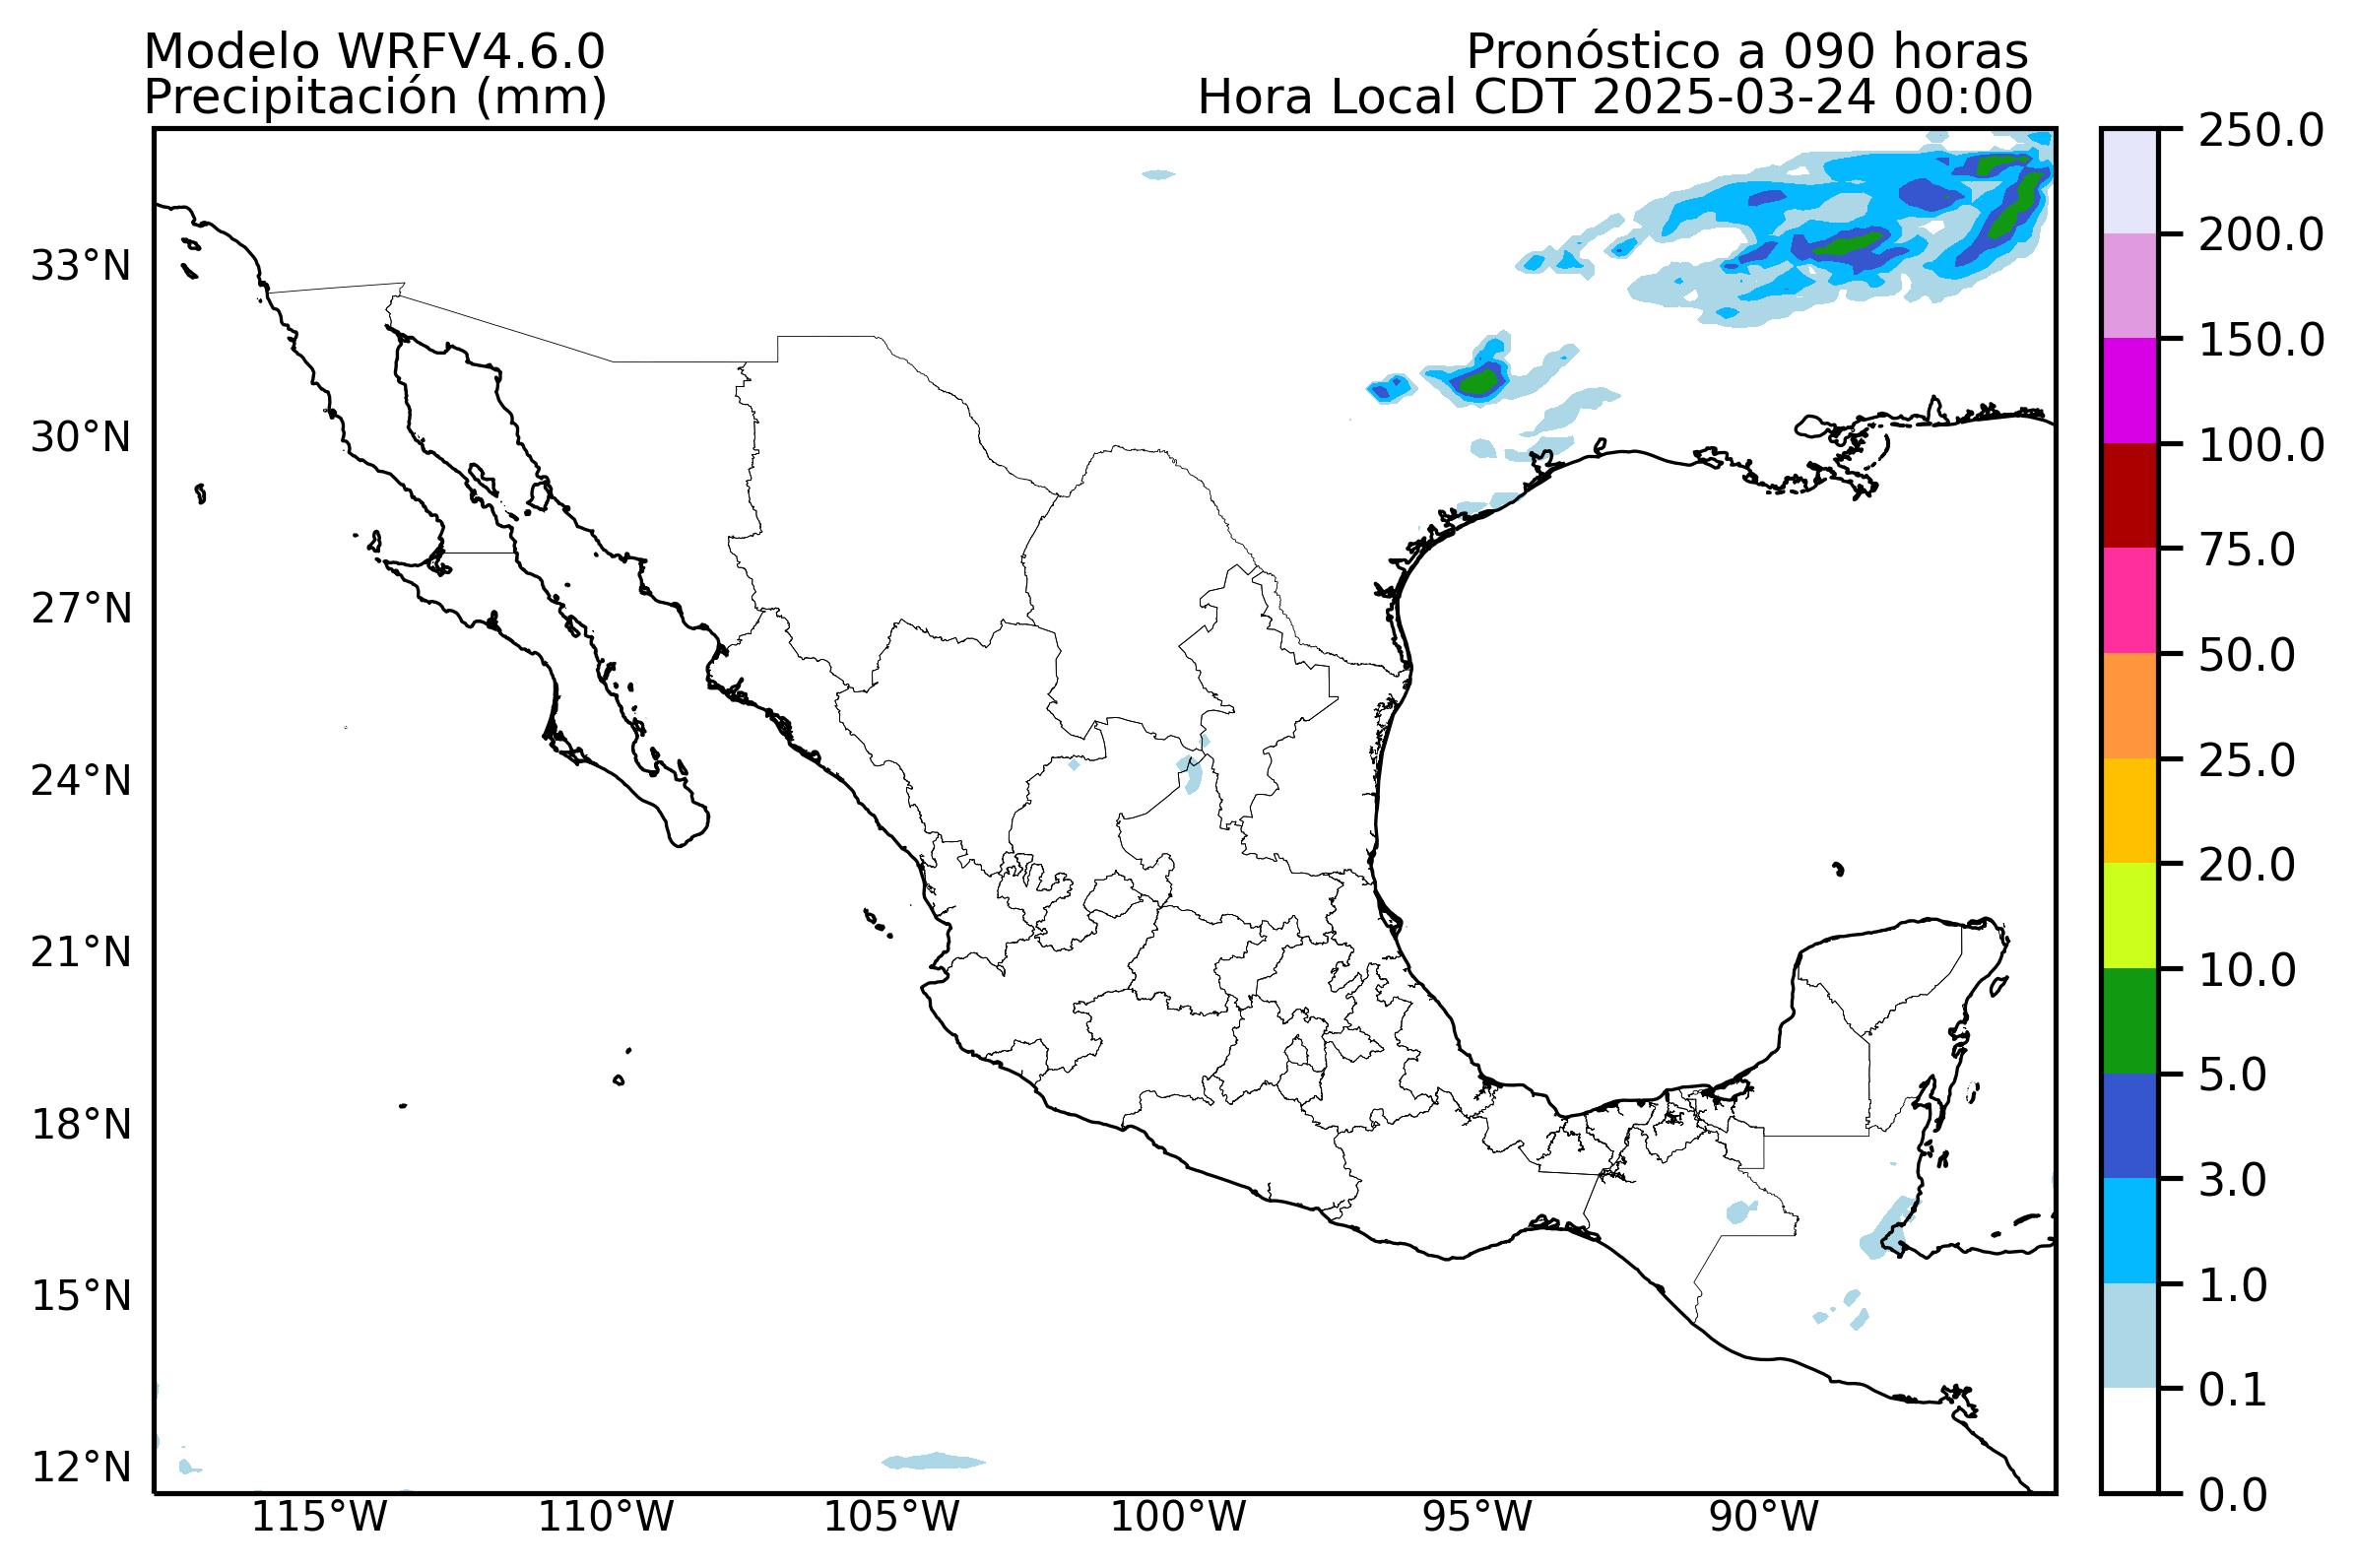 Modelo WRFV4.6.0
Pronóstico a 090 horas
Precipitación (mm)
Hora Local CDT 2025-03-24 00:00
250.0
200.0
150.0
100.0
75.0
50.0
25.0
20.0
10.0
5.0
3.0
1.0
0.1
0.0
33°N
30°N
27°N
24°N
21°N
18°N
15°N
12°N
115°W
110°W
105°W
100°W
95°W
90°W